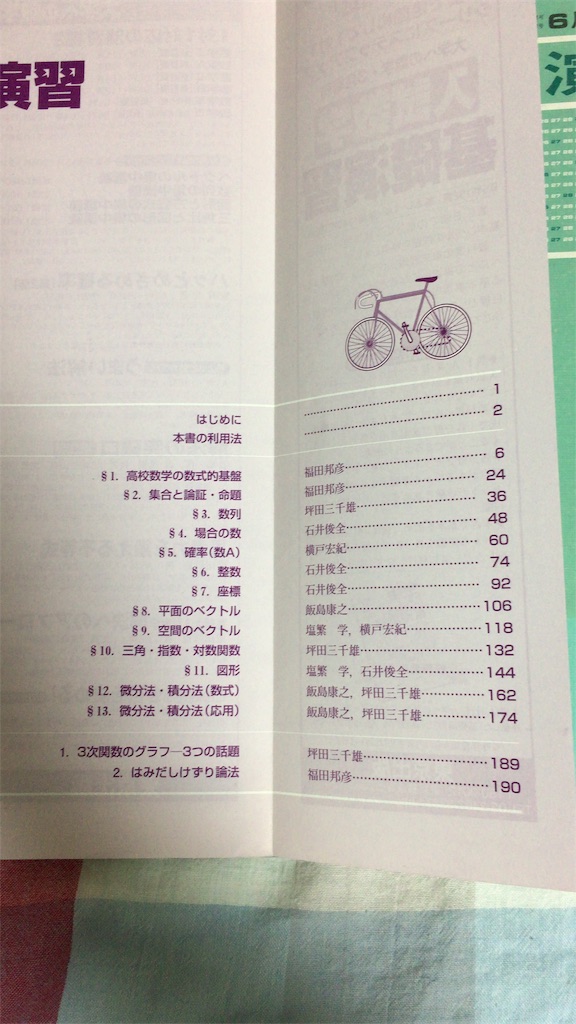 演習
6
はじめに……………………………1
本書の利用法……………………………2
§1. 高校数学の数式的基盤 福田邦彦……………………………6
§2. 集合と論証・命題 福田邦彦……………………………24
§3. 数列 坪田三千雄……………………………36
§4. 場合の数 石井俊全……………………………48
§5. 確率(数A) 横戸宏紀……………………………60
§6. 整数 石井俊全……………………………74
§7. 座標 石井俊全……………………………92
§8. 平面のベクトル 飯島康之……………………………106
§9. 空間のベクトル 塩繁 学,横戸宏紀……………………………118
§10. 三角・指数・対数関数 坪田三千雄……………………………132
§11. 図形 塩繁 学,石井俊全……………………………144
§12. 微分法・積分法(数式) 飯島康之,坪田三千雄……………………………162
§13. 微分法・積分法(応用) 飯島康之,坪田三千雄……………………………174
1. 3次関数のグラフ—3つの話題 坪田三千雄……………………………189
2. はみだしけずり論法 福田邦彦……………………………190